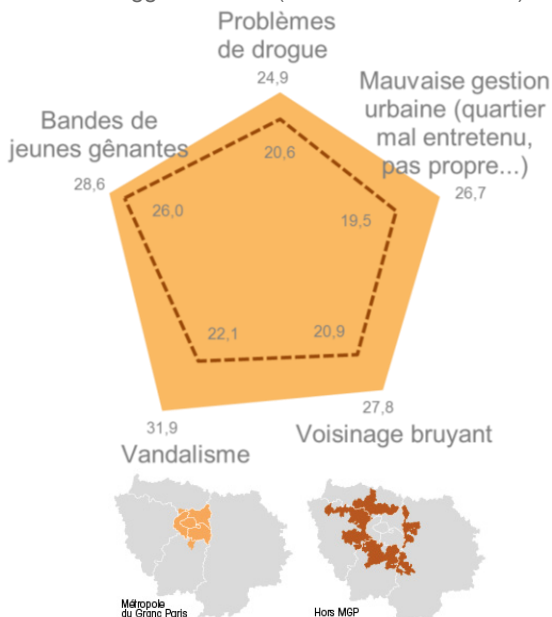 Problèmes
de drogue
24,9
Mauvaise gestion
urbaine (quartier
mal entretenu,
pas propre...)
Bandes de
jeunes gênantes
20,6
28,6
26,7
26,0
19,5
22,1
20,9
27,8
31,9
Voisinage bruyant
Vandalisme
Métropole
du Grand Paris
Hors MGP